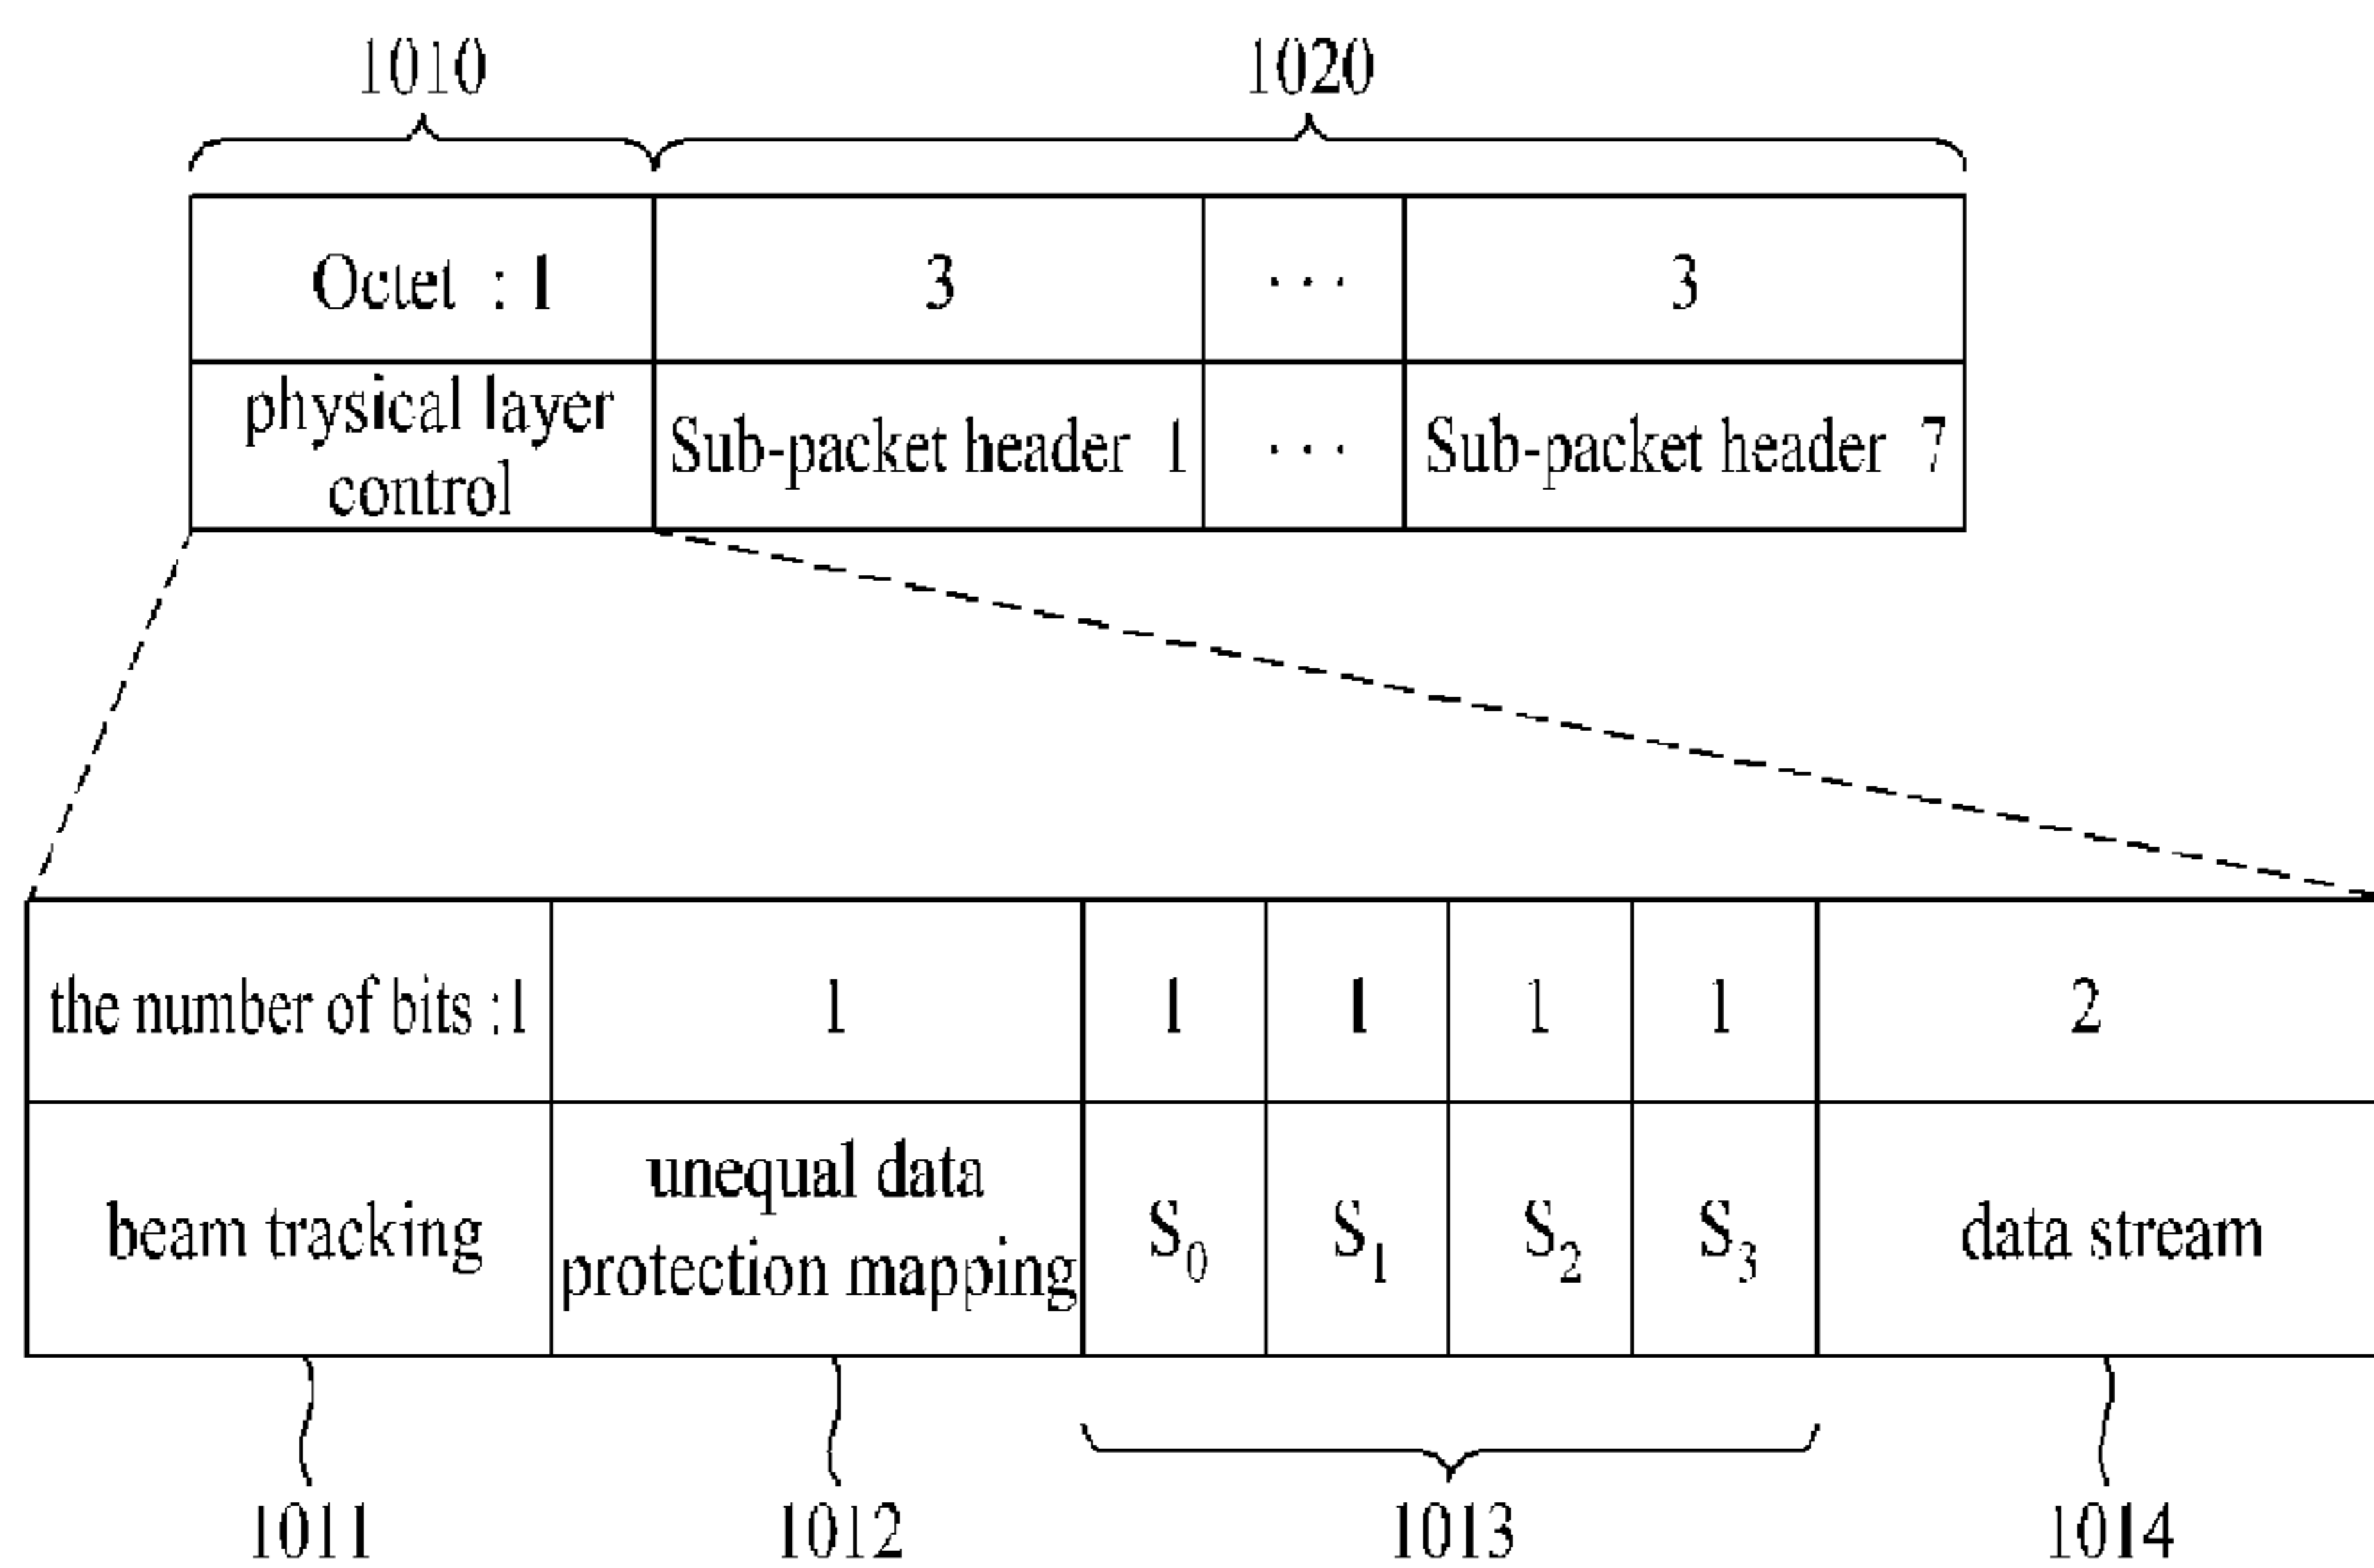 1010 1020
Octet : 1 3 ... 3
physical layer
control
Sub-packet header 1 ... Sub-packet header 7
the number of bits :1 1 1 1 1 1 2
beam tracking
unequal data
protection mapping
S0 S1 S2 S3 data stream
1011 1012 1013 1014